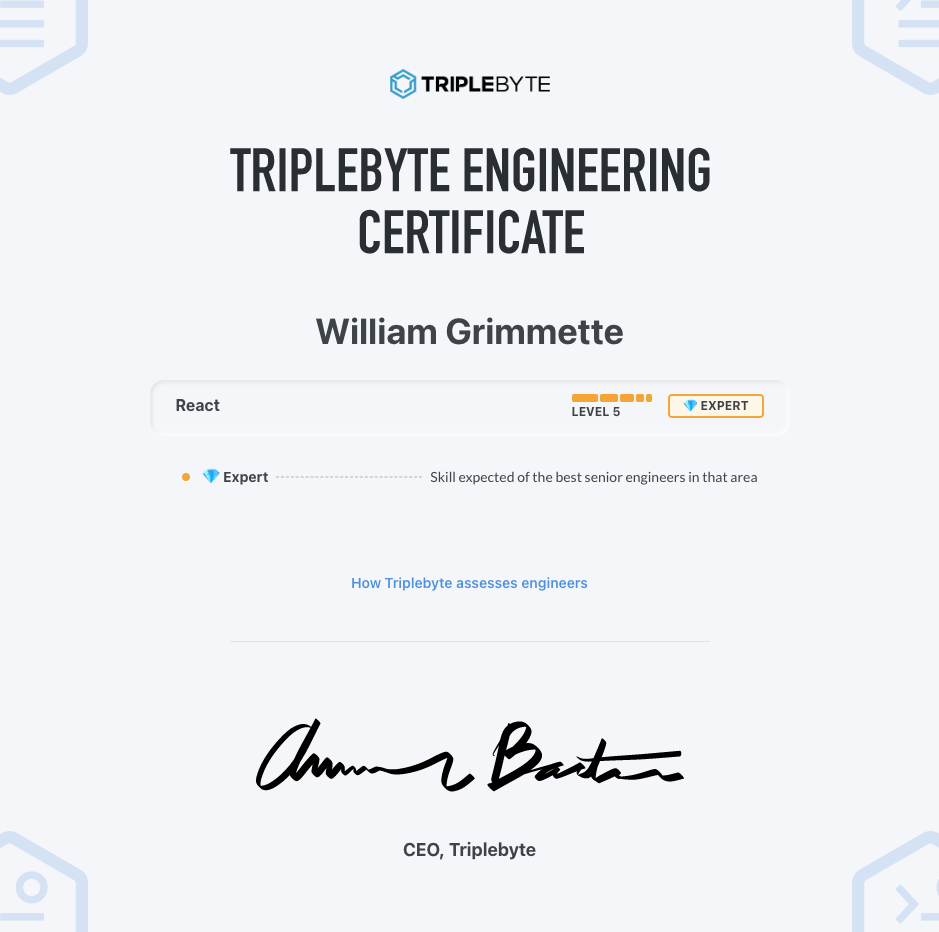 TRIPLEBYTE
TRIPLEBYTE ENGINEERING
CERTIFICATE
William Grimmette
React
LEVEL 5
💎 EXPERT
💎 Expert
Skill expected of the best senior engineers in that area
How Triplebyte assesses engineers
CEO, Triplebyte